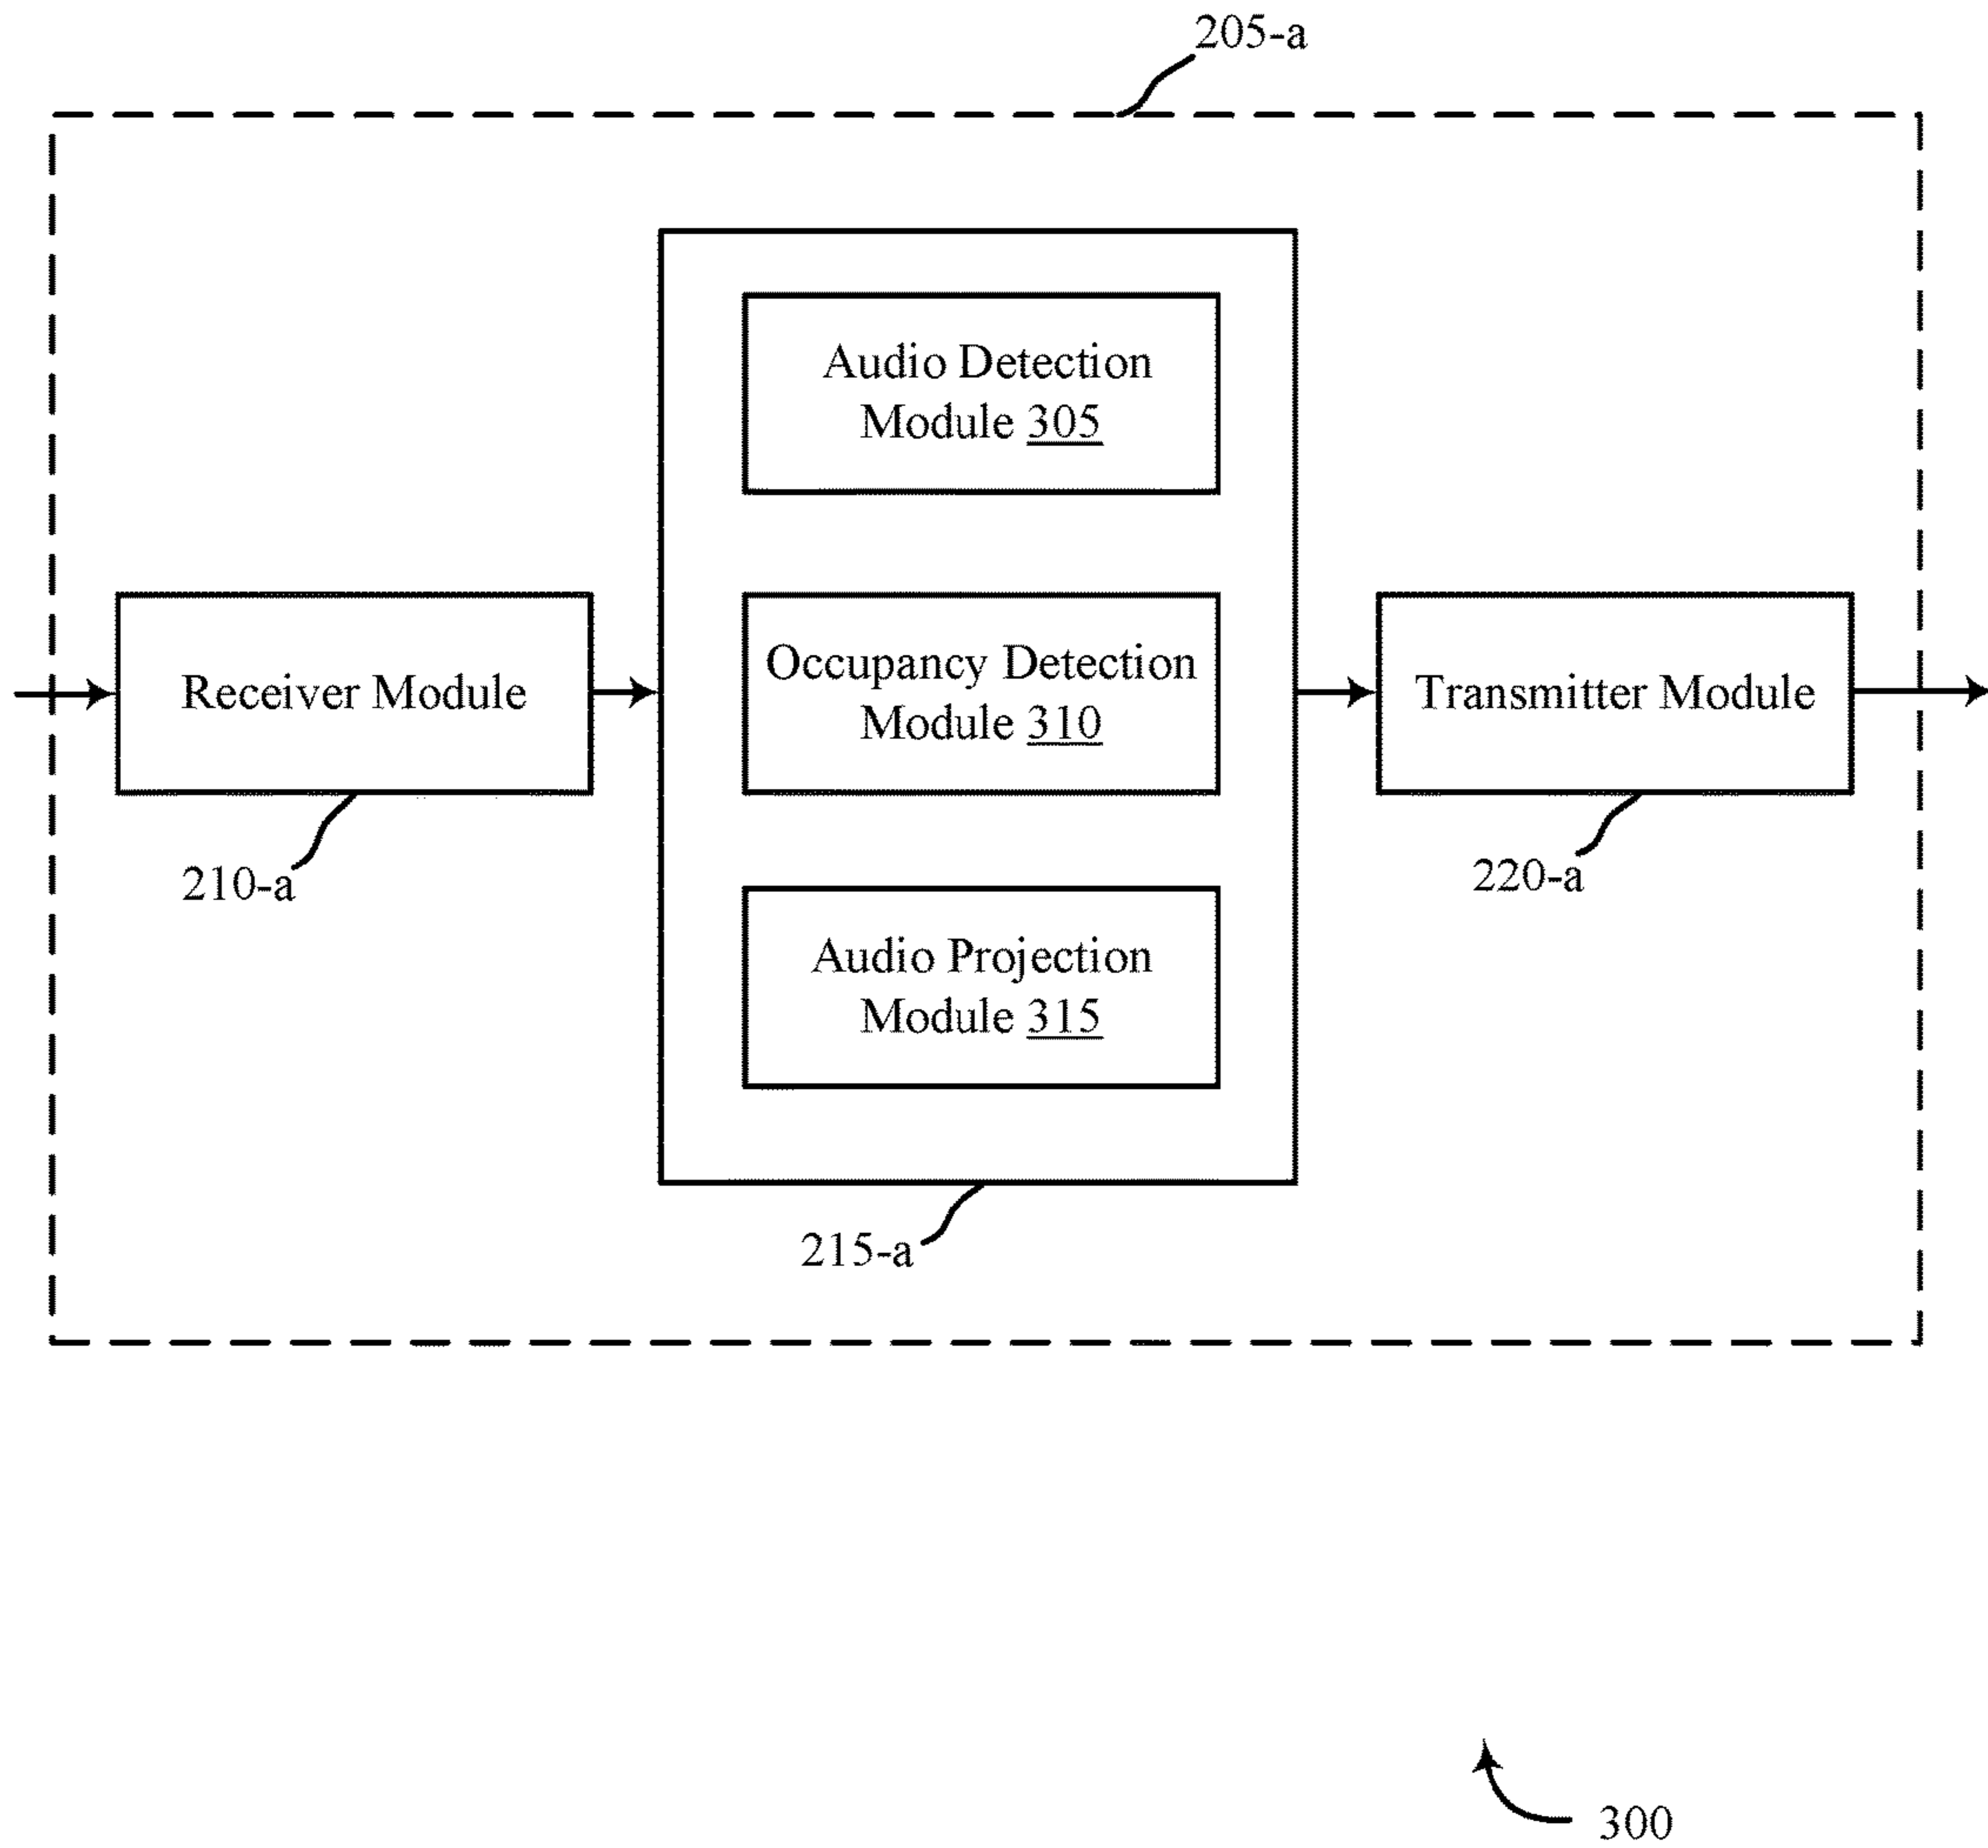 205-a
Audio Detection
Module 305
Receiver Module
Occupancy Detection
Module 310
Transmitter Module
210-a
220-a
Audio Projection
Module 315
215-a
300